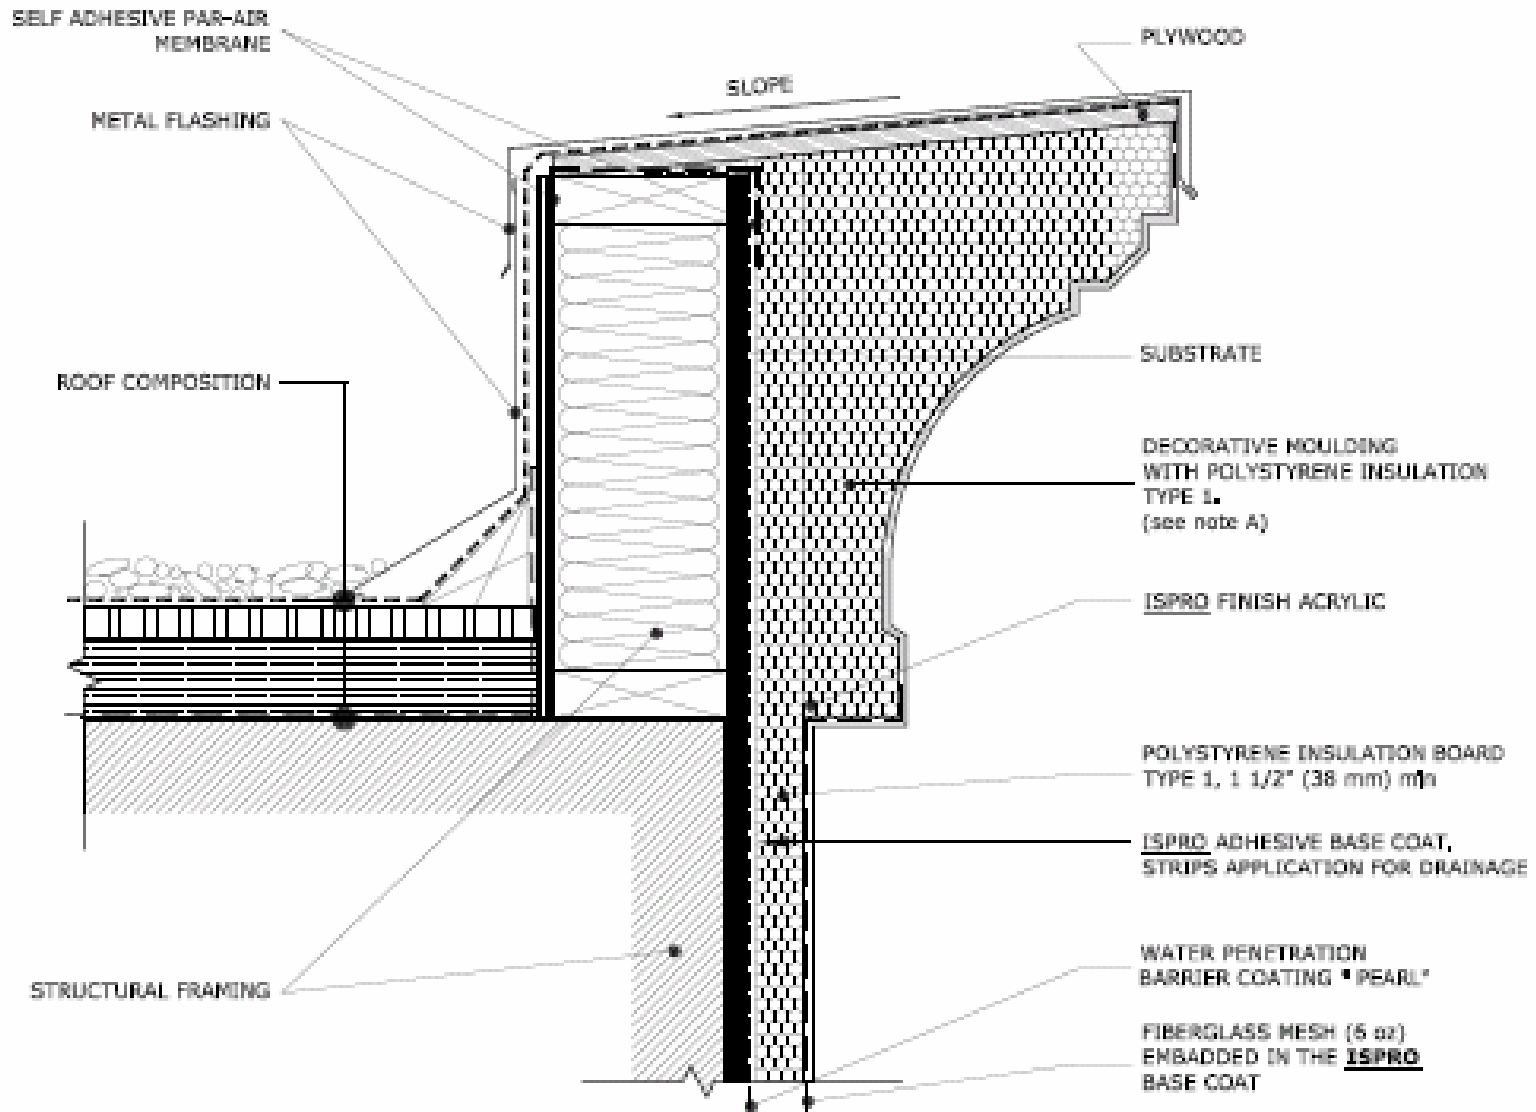 SELF ADHESIVE PAR-AIR
MEMBRANE
METAL FLASHING
ROOF COMPOSITION
STRUCTURAL FRAMING
SLOPE
PLYWOOD
SUBSTRATE
DECORATIVE MOULDING
WITH POLYSTYRENE INSULATION
TYPE 1.
(see note A)
ISPRO FINISH ACRYLIC
POLYSTYRENE INSULATION BOARD
TYPE 1, 1 1/2" (38 mm) min
ISPRO ADHESIVE BASE COAT,
STRIPS APPLICATION FOR DRAINAGE
WATER PENETRATION
BARRIER COATING " PEARL"
FIBERGLASS MESH (6 oz)
EMBADDED IN THE ISPRO
BASE COAT